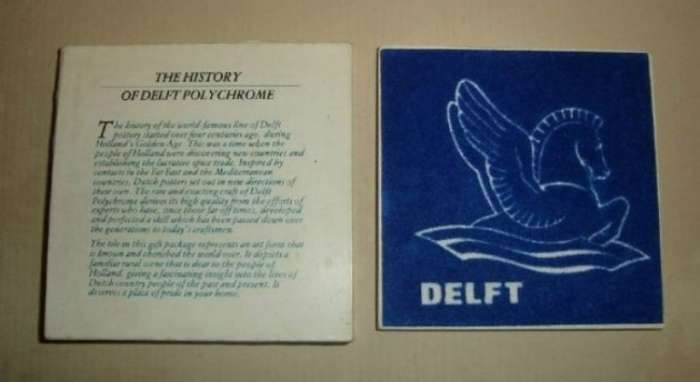 THE HISTORY
OF DELFT POLYCHROME
The history of the world-famous line of Delft
pottery started over four centuries ago, during
Holland's Golden Age. This was a time when the
people of Holland were discovering new countries and
establishing the lucrative spice trade. Inspired by
contacts in the Far East and the Mediterranean
countries, Dutch potters set out in new directions of
their own. The rare and exacting craft of Delft
Polychrome derives its high quality from the efforts of
experts who have, since those far-off times, developed
and perfected a skill which has been passed down over
the generations to today's craftsmen.
The tile in this gift package represents an art form that
is known and cherished the world over. It depicts a
familiar rural scene that is dear to the people of
Holland, giving a fascinating insight into the lives of
Dutch country people of the past and present. It
deserves a place of pride in your home.
DELFT